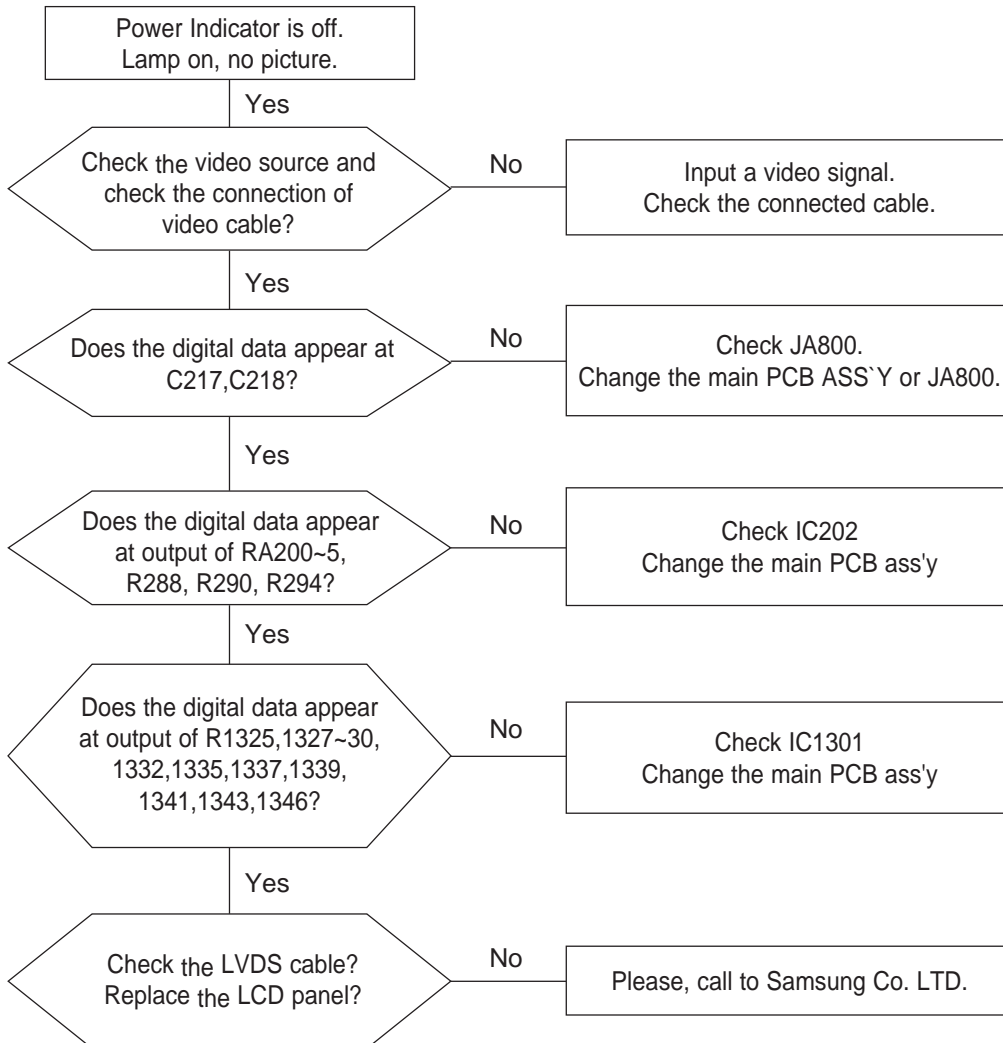 Power Indicator is off.
Lamp on, no picture.
Yes
Check the video source and
check the connection of
video cable?
No
Input a video signal.
Check the connected cable.
Yes
Does the digital data appear at
C217,C218?
No
Check JA800.
Change the main PCB ASS`Y or JA800.
Yes
Does the digital data appear
at output of RA200~5,
R288, R290, R294?
No
Check IC202
Change the main PCB ass'y
Yes
Does the digital data appear
at output of R1325,1327~30,
1332,1335,1337,1339,
1341,1343,1346?
No
Check IC1301
Change the main PCB ass'y
Yes
Check the LVDS cable?
Replace the LCD panel?
No
Please, call to Samsung Co. LTD.